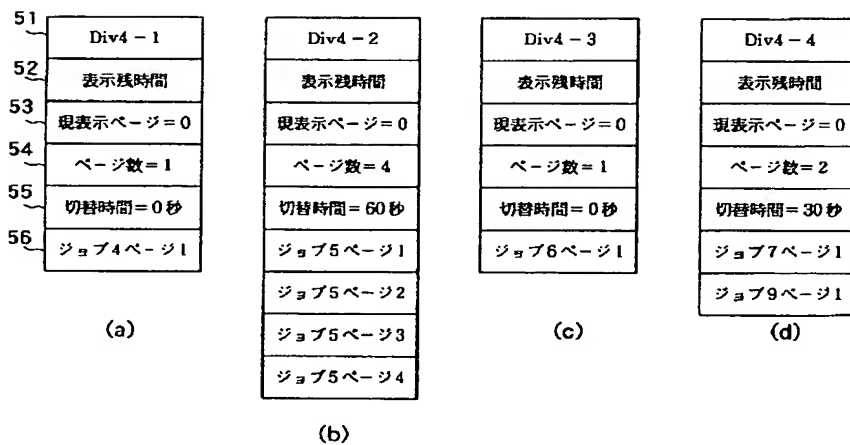 51
Div4-1
52
表示残時間
53
現表示ページ=0
54
ページ数=1
55
切替時間=0秒
56
ジョブ4ページ1
(a)
Div4-2
表示残時間
現表示ページ=0
ページ数=4
切替時間=60秒
ジョブ5ページ1
ジョブ5ページ2
ジョブ5ページ3
ジョブ5ページ4
(b)
Div4-3
表示残時間
現表示ページ=0
ページ数=1
切替時間=0秒
ジョブ6ページ1
(c)
Div4-4
表示残時間
現表示ページ=0
ページ数=2
切替時間=30秒
ジョブ7ページ1
ジョブ9ページ1
(d)